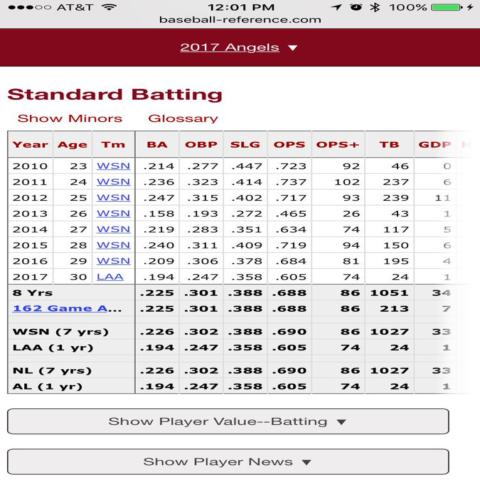 AT&T 12:01 PM 100%
baseball-reference.com
2017 Angels ▼
Standard Batting
Show Minors Glossary
Year Age Tm BA OBP SLG OPS OPS+ TB GDP
2010 23 WSN .214 .277 .447 .723 92 46 0
2011 24 WSN .236 .323 .414 .737 102 237 6
2012 25 WSN .247 .315 .402 .717 93 239 11
2013 26 WSN .158 .193 .272 .465 26 43 1
2014 27 WSN .219 .283 .351 .634 74 117 5
2015 28 WSN .240 .311 .409 .719 94 150 6
2016 29 WSN .209 .306 .378 .684 81 195 4
2017 30 LAA .194 .247 .358 .605 74 24 1
8 Yrs .225 .301 .388 .688 86 1051 34
162 Game A... .225 .301 .388 .688 86 213 7
WSN (7 yrs) .226 .302 .388 .690 86 1027 33
LAA (1 yr) .194 .247 .358 .605 74 24 1
NL (7 yrs) .226 .302 .388 .690 86 1027 33
AL (1 yr) .194 .247 .358 .605 74 24 1
Show Player Value--Batting ▼
Show Player News ▼